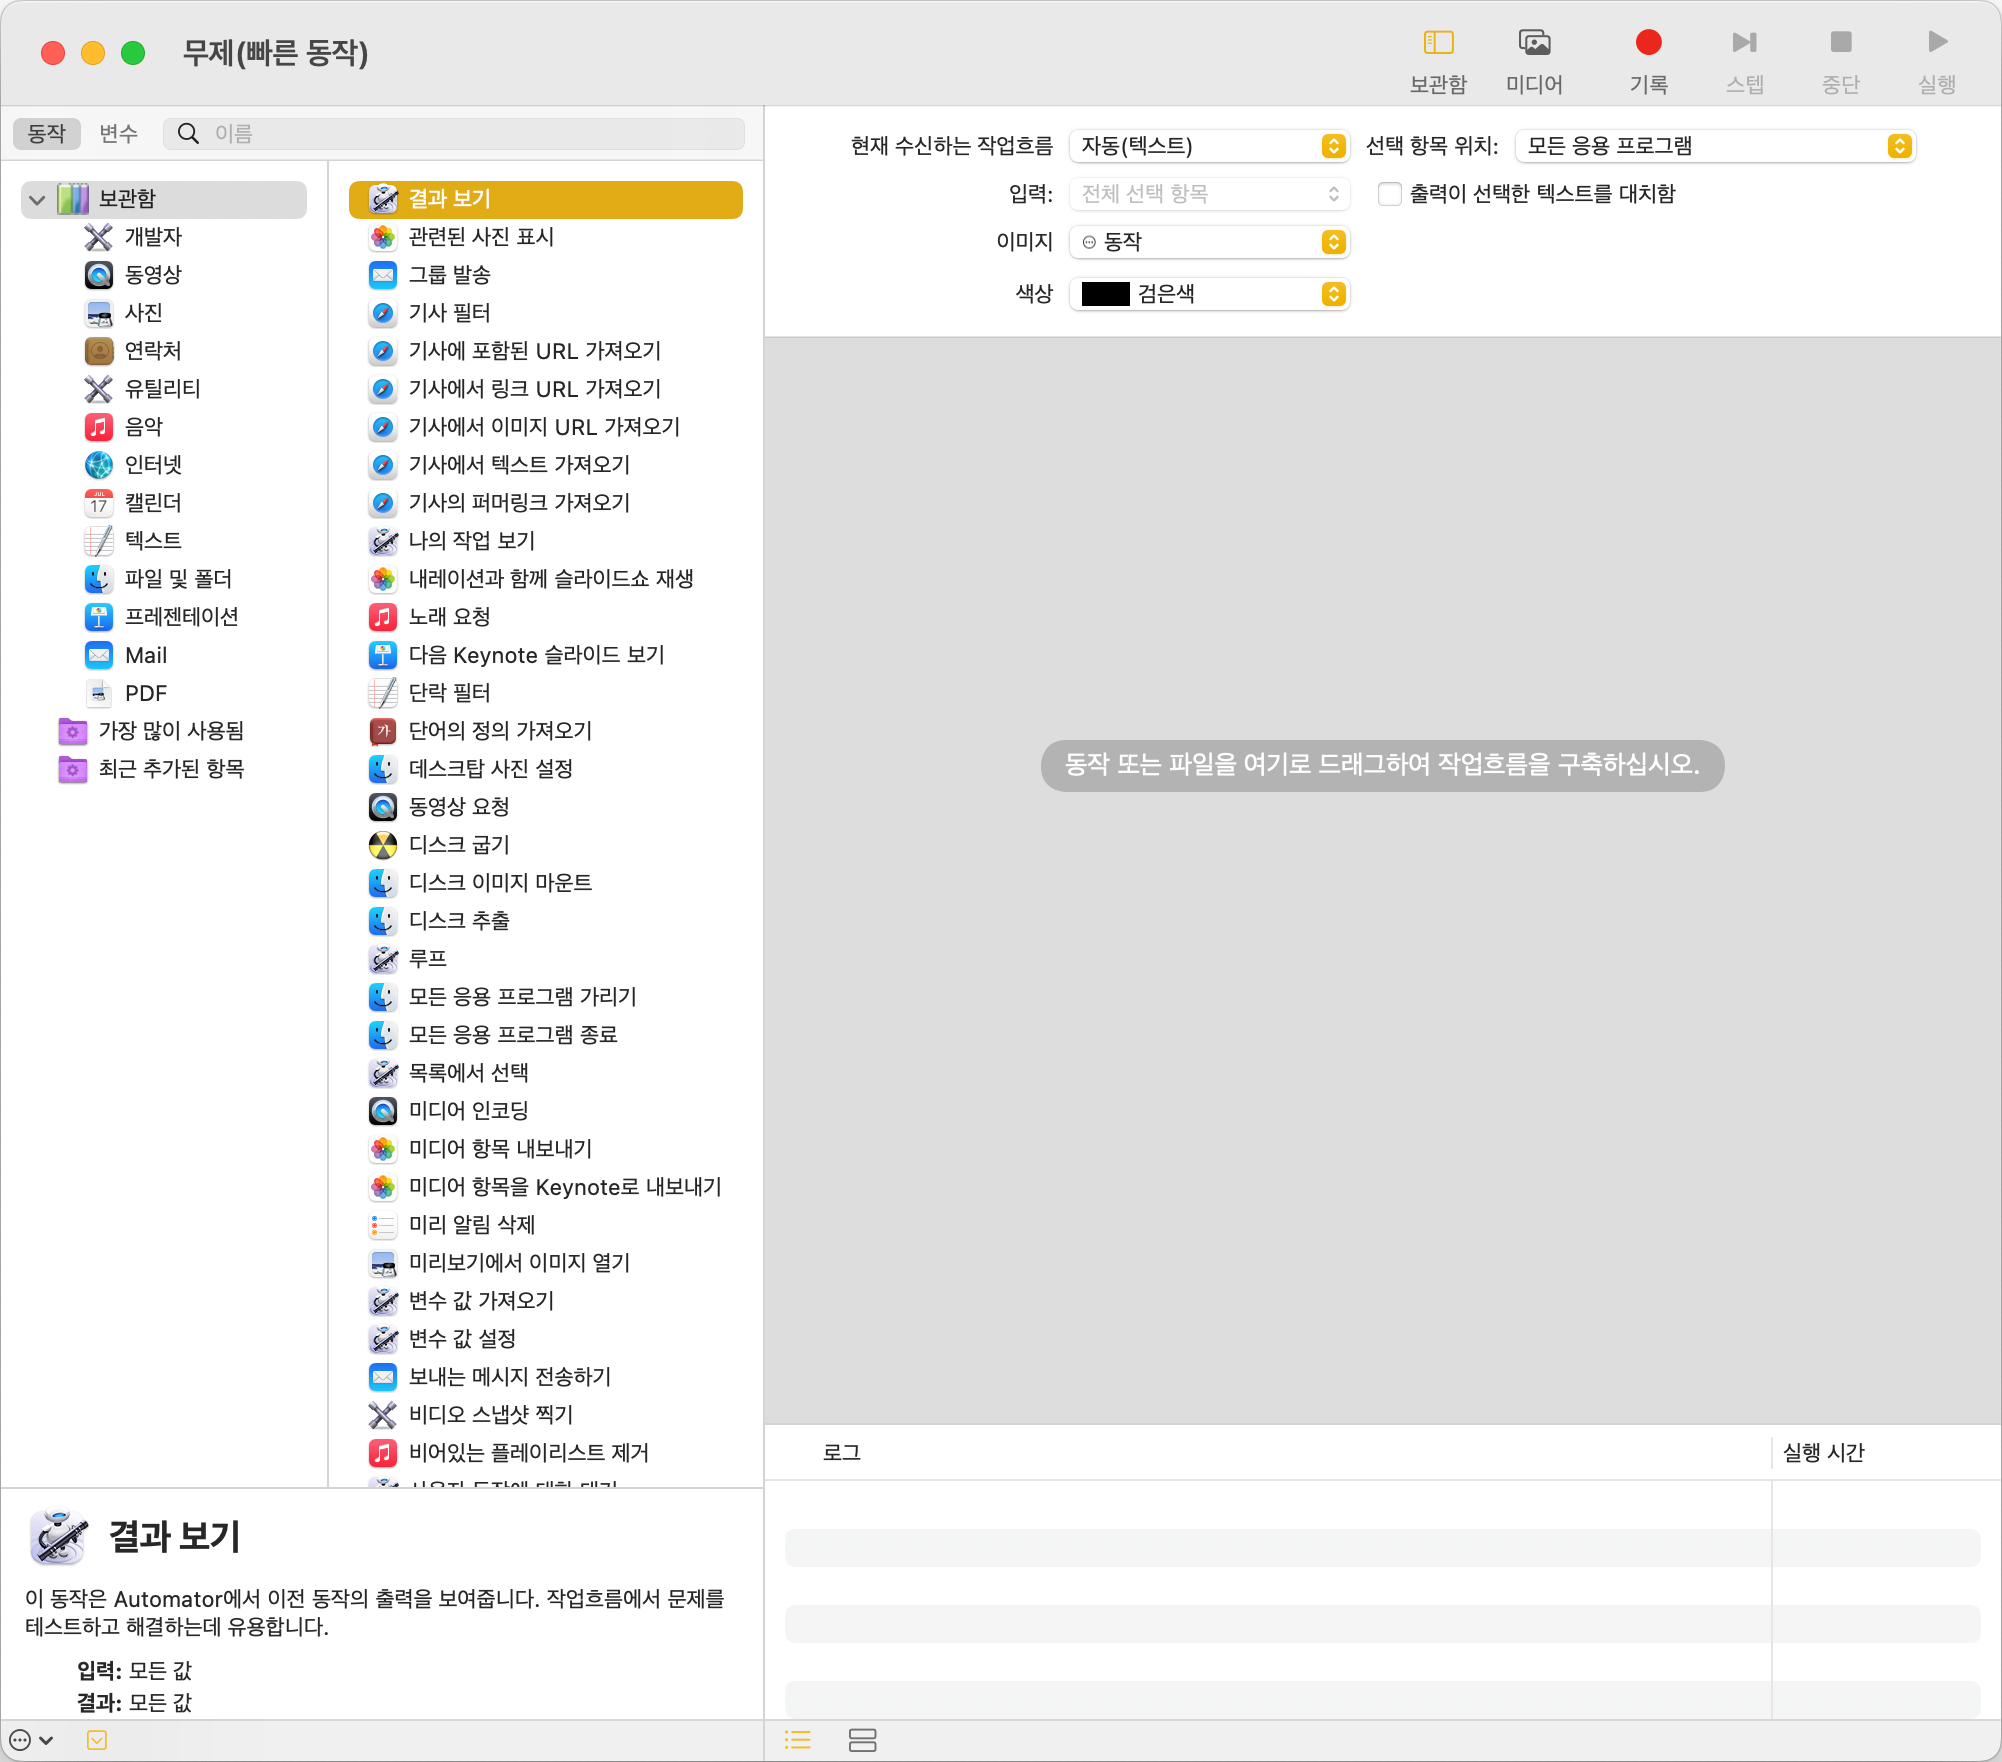 무제(빠른 동작)
보관함
미디어
기록
스텝
중단
실행
동작
변수
이름
보관함
개발자
동영상
사진
연락처
유틸리티
음악
인터넷
캘린더
텍스트
파일 및 폴더
프레젠테이션
Mail
PDF
가장 많이 사용됨
최근 추가된 항목
결과 보기
관련된 사진 표시
그룹 발송
기사 필터
기사에 포함된 URL 가져오기
기사에서 링크 URL 가져오기
기사에서 이미지 URL 가져오기
기사에서 텍스트 가져오기
기사의 퍼머링크 가져오기
나의 작업 보기
내레이션과 함께 슬라이드쇼 재생
노래 요청
다음 Keynote 슬라이드 보기
단락 필터
단어의 정의 가져오기
데스크탑 사진 설정
동영상 요청
디스크 굽기
디스크 이미지 마운트
디스크 추출
루프
모든 응용 프로그램 가리기
모든 응용 프로그램 종료
목록에서 선택
미디어 인코딩
미디어 항목 내보내기
미디어 항목을 Keynote로 내보내기
미리 알림 삭제
미리보기에서 이미지 열기
변수 값 가져오기
변수 값 설정
보내는 메시지 전송하기
비디오 스냅샷 찍기
비어있는 플레이리스트 제거
현재 수신하는 작업흐름 자동(텍스트) 선택 항목 위치: 모든 응용 프로그램
입력: 전체 선택 항목 출력이 선택한 텍스트를 대치함
이미지 동작
색상 검은색
동작 또는 파일을 여기로 드래그하여 작업흐름을 구축하십시오.
로그 실행 시간
결과 보기
이 동작은 Automator에서 이전 동작의 출력을 보여줍니다. 작업흐름에서 문제를
테스트하고 해결하는데 유용합니다.
입력: 모든 값
결과: 모든 값